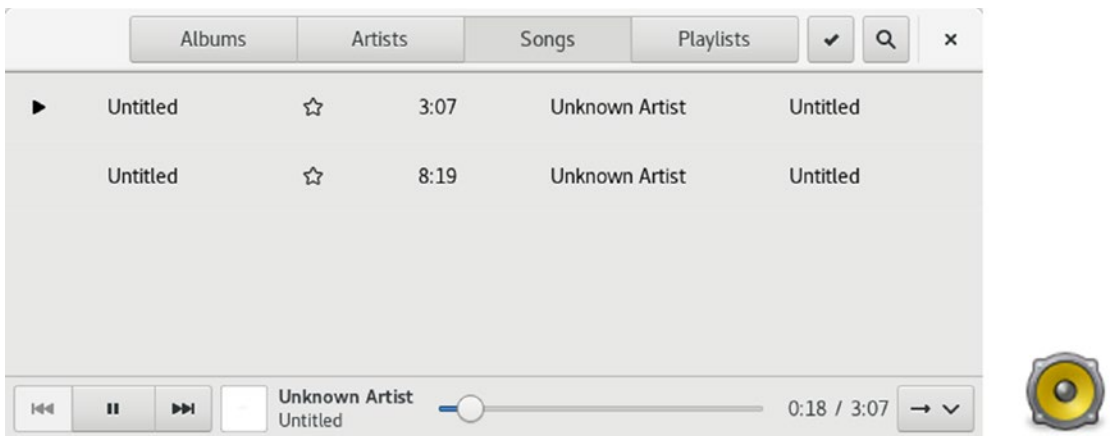 Albums Artists Songs Playlists
Untitled 3:07 Unknown Artist Untitled
Untitled 8:19 Unknown Artist Untitled
Unknown Artist
Untitled
0:18 / 3:07